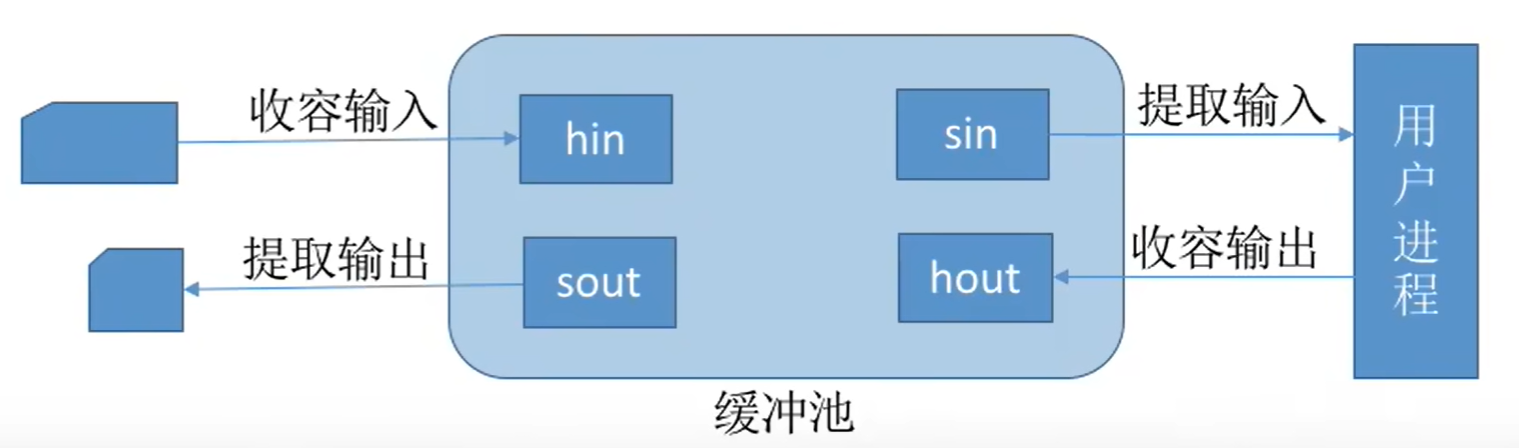 收容输入
hin
sin
提取输入
用户进程
提取输出
sout
hout
收容输出
缓冲池